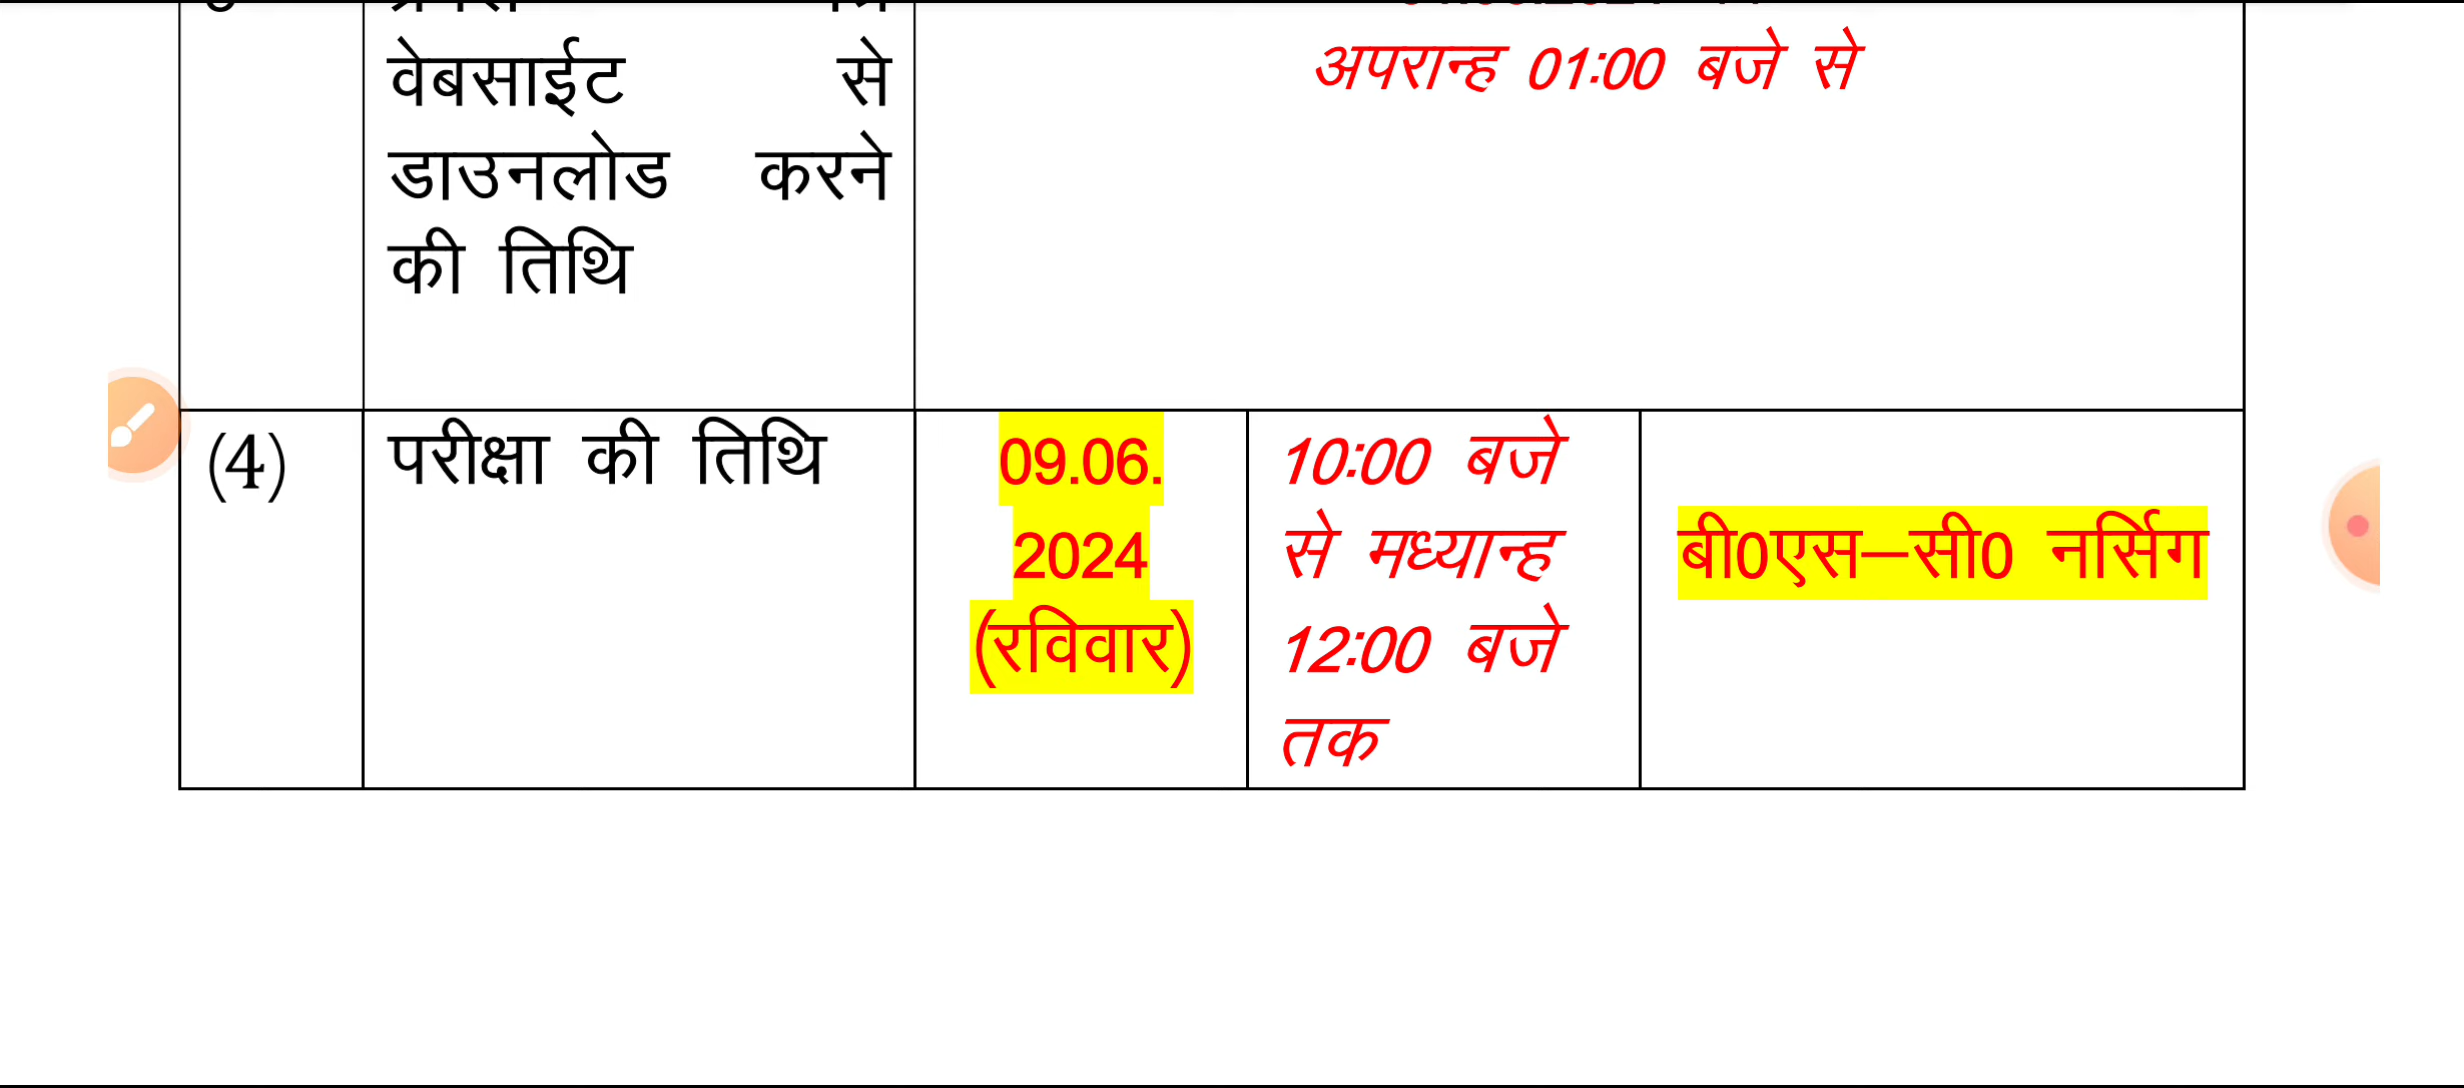 वेबसाईट से
डाउनलोड करने
की तिथि
अपरान्ह 01:00 बजे से
(4)
परीक्षा की तिथि
09.06.
2024
(रविवार)
10:00 बजे
से मध्यान्ह
12:00 बजे
तक
बी0एस–सी0 नर्सिंग